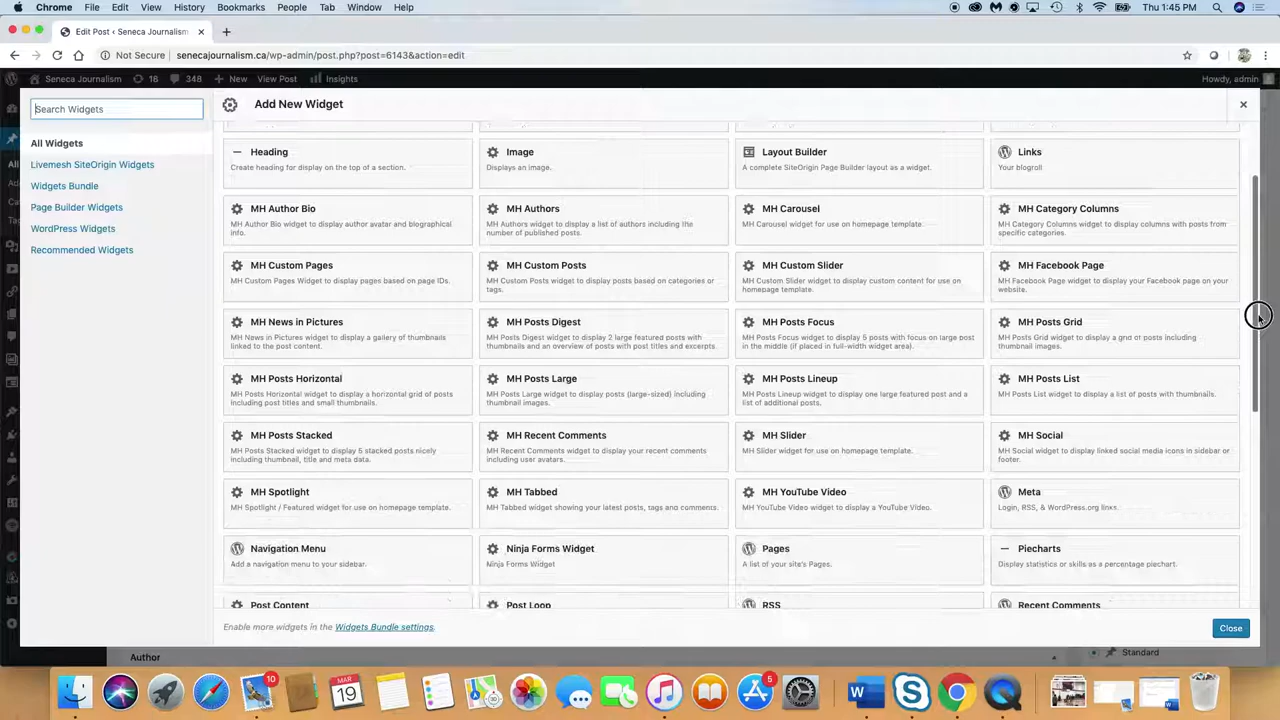 Chrome File Edit View History Bookmarks People Tab Window Help Thu 1:45 PM
Edit Post ‹ Seneca Journalism
Not Secure senecajournalism.ca/wp-admin/post.php?post=6143&action=edit
Seneca Journalism 18 348 + New View Post Insights Howdy, admin
Search Widgets
Add New Widget
All Widgets
Livemesh SiteOrigin Widgets
Widgets Bundle
Page Builder Widgets
WordPress Widgets
Recommended Widgets
Heading
Create heading for display on the top of a section.
Image
Displays an image.
Layout Builder
A complete SiteOrigin Page Builder layout as a widget.
Links
Your blogroll
MH Author Bio
MH Author Bio widget to display author avatar and biographical
info.
MH Authors
MH Authors widget to display a list of authors including the
number of published posts.
MH Carousel
MH Carousel widget for use on homepage template.
MH Category Columns
MH Category Columns widget to display columns with posts from
specific categories.
MH Custom Pages
MH Custom Pages Widget to display pages based on page IDs.
MH Custom Posts
MH Custom Posts widget to display posts based on categories or
tags.
MH Custom Slider
MH Custom Slider widget to display custom content for use on
homepage template.
MH Facebook Page
MH Facebook Page widget to display your Facebook page on your
website.
MH News in Pictures
MH News in Pictures widget to display a gallery of thumbnails
linked to the post content.
MH Posts Digest
MH Posts Digest widget to display 2 large featured posts with
thumbnails and an overview of posts with post titles and excerpts.
MH Posts Focus
MH Posts Focus widget to display 5 posts with focus on large post
in the middle (if placed in full-width widget area).
MH Posts Grid
MH Posts Grid widget to display a grid of posts including
thumbnail images.
MH Posts Horizontal
MH Posts Horizontal widget to display a horizontal grid of posts
including post titles and small thumbnails.
MH Posts Large
MH Posts Large widget to display posts (large-sized) including
thumbnail images.
MH Posts Lineup
MH Posts Lineup widget to display one large featured post and a
list of additional posts.
MH Posts List
MH Posts List widget to display a list of posts with thumbnails.
MH Posts Stacked
MH Posts Stacked widget to display 5 stacked posts nicely
including thumbnail, title and meta data.
MH Recent Comments
MH Recent Comments widget to display your recent comments
including user avatars.
MH Slider
MH Slider widget for use on homepage template.
MH Social
MH Social widget to display linked social media icons in sidebar or
footer.
MH Spotlight
MH Spotlight / Featured widget for use on homepage template.
MH Tabbed
MH Tabbed widget showing your latest posts, tags and comments.
MH YouTube Video
MH YouTube Video widget to display a YouTube Video.
Meta
Login, RSS, & WordPress.org links.
Navigation Menu
Add a navigation menu to your sidebar.
Ninja Forms Widget
Ninja Forms Widget
Pages
A list of your site's Pages.
Piecharts
Display statistics or skills as a percentage piechart.
Post Content
Post Loop
RSS
Recent Comments
Enable more widgets in the Widgets Bundle settings.
Close
Author
Standard
10
MAR
19
5